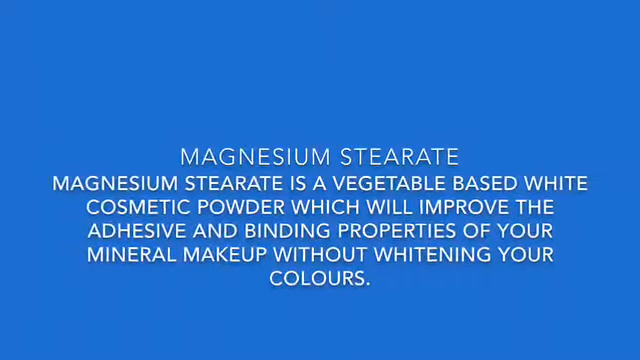 MAGNESIUM STEARATE
MAGNESIUM STEARATE IS A VEGETABLE BASED WHITE
COSMETIC POWDER WHICH WILL IMPROVE THE
ADHESIVE AND BINDING PROPERTIES OF YOUR
MINERAL MAKEUP WITHOUT WHITENING YOUR
COLOURS.